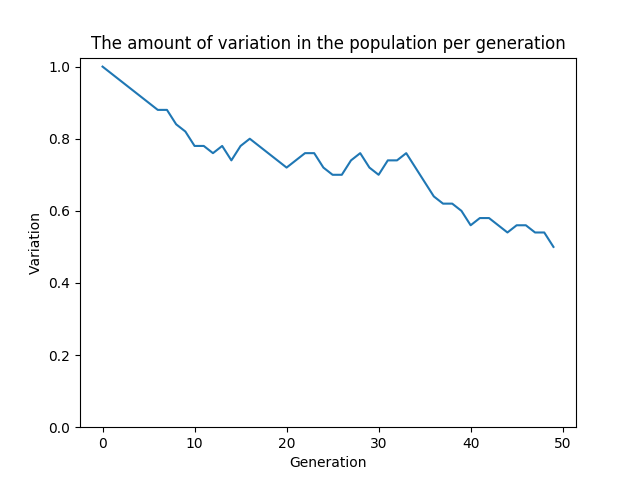 The amount of variation in the population per generation
1.0
0.8
0.6
0.4
0.2
0.0
Variation
0 10 20 30 40 50
Generation